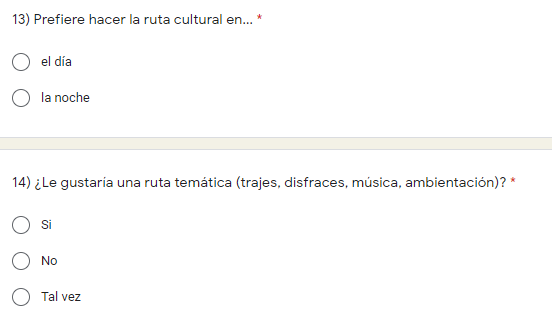 13) Prefiere hacer la ruta cultural en... *
el día
la noche
14) ¿Le gustaría una ruta temática (trajes, disfraces, música, ambientación)? *
Si
No
Tal vez